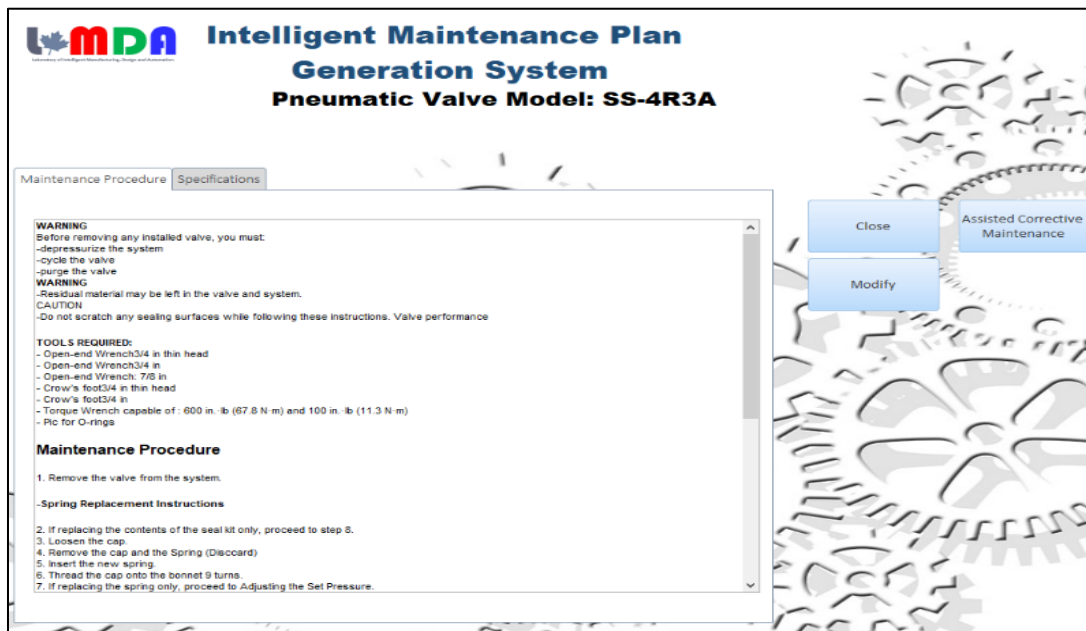 LIMDA
Laboratory of Intelligent Manufacturing, Design and Automation
Intelligent Maintenance Plan
Generation System
Pneumatic Valve Model: SS-4R3A
Maintenance Procedure
Specifications
WARNING
Before removing any installed valve, you must:
-depressurize the system
-cycle the valve
-purge the valve
WARNING
-Residual material may be left in the valve and system.
CAUTION
-Do not scratch any sealing surfaces while following these instructions. Valve performance
TOOLS REQUIRED:
- Open-end Wrench3/4 in thin head
- Open-end Wrench3/4 in
- Open-end Wrench: 7/8 in
- Crow's foot3/4 in thin head
- Crow's foot3/4 in
- Torque Wrench capable of : 600 in.·lb (67.8 N·m) and 100 in.·lb (11.3 N·m)
- Pic for O-rings
Maintenance Procedure
1. Remove the valve from the system.
-Spring Replacement Instructions
2. If replacing the contents of the seal kit only, proceed to step 8.
3. Loosen the cap.
4. Remove the cap and the Spring (Disccard)
5. Insert the new spring.
6. Thread the cap onto the bonnet 9 turns.
7. If replacing the spring only, proceed to Adjusting the Set Pressure.
Close
Assisted Corrective
Maintenance
Modify